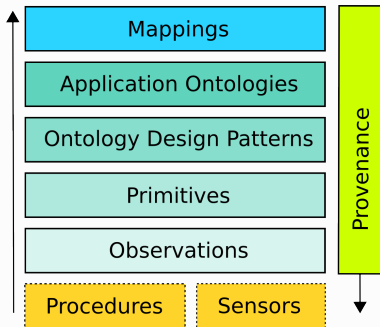 Mappings
Application Ontologies
Ontology Design Patterns
Primitives
Observations
Procedures
Sensors
Provenance